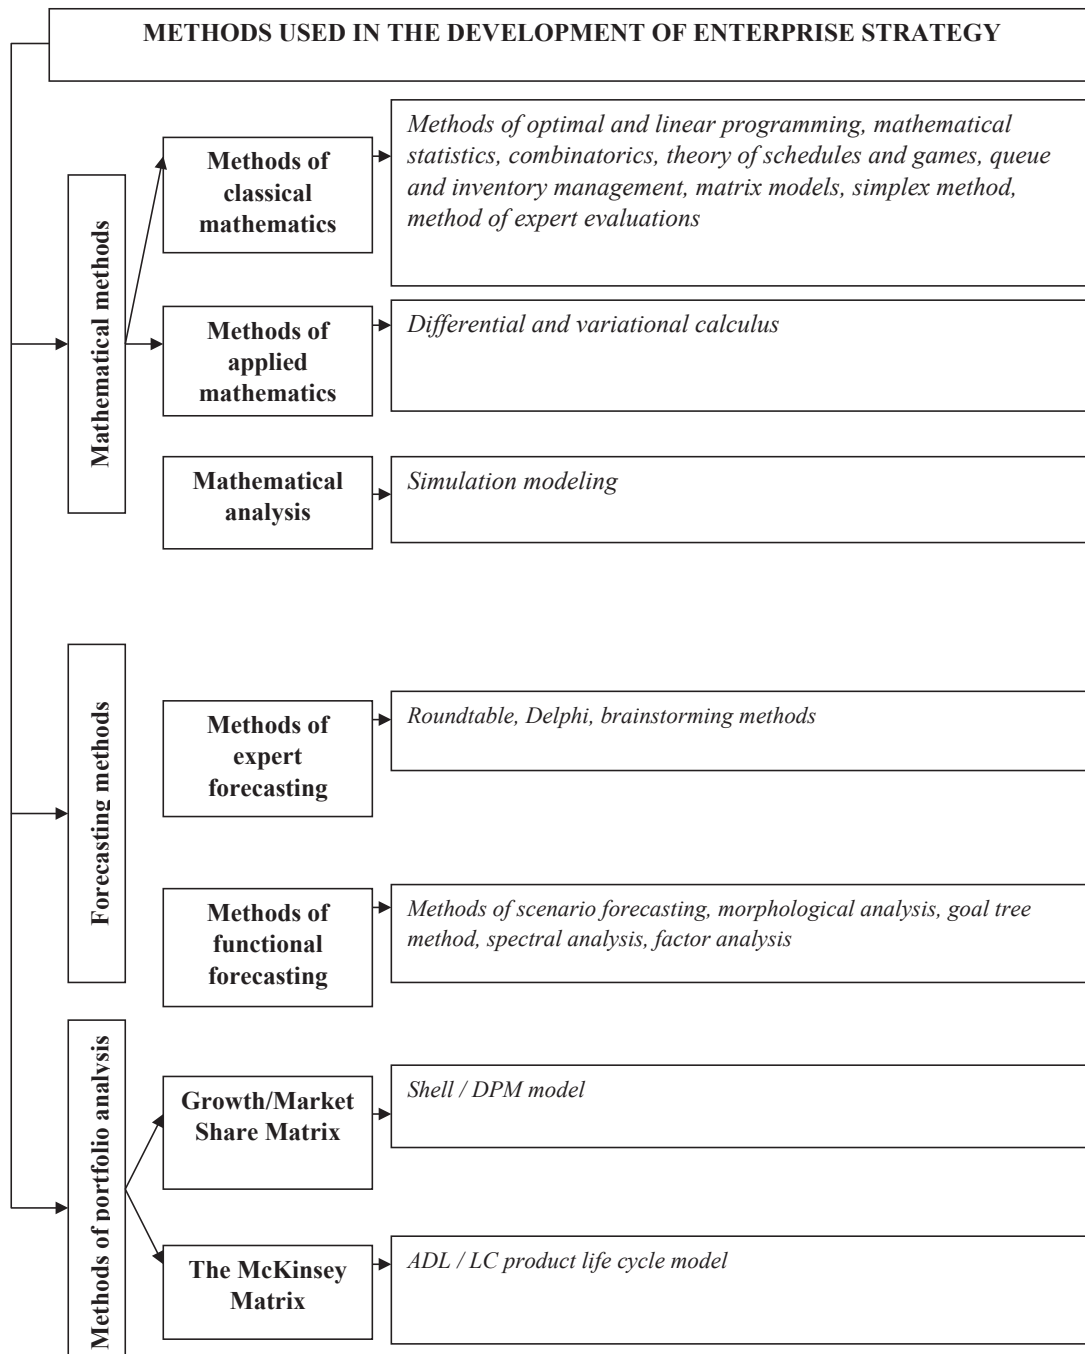 METHODS USED IN THE DEVELOPMENT OF ENTERPRISE STRATEGY
Mathematical methods
Methods of
classical
mathematics
Methods of optimal and linear programming, mathematical
statistics, combinatorics, theory of schedules and games, queue
and inventory management, matrix models, simplex method,
method of expert evaluations
Methods of
applied
mathematics
Differential and variational calculus
Mathematical
analysis
Simulation modeling
Forecasting methods
Methods of
expert
forecasting
Roundtable, Delphi, brainstorming methods
Methods of
functional
forecasting
Methods of scenario forecasting, morphological analysis, goal tree
method, spectral analysis, factor analysis
Methods of portfolio analysis
Growth/Market
Share Matrix
Shell / DPM model
The McKinsey
Matrix
ADL / LC product life cycle model